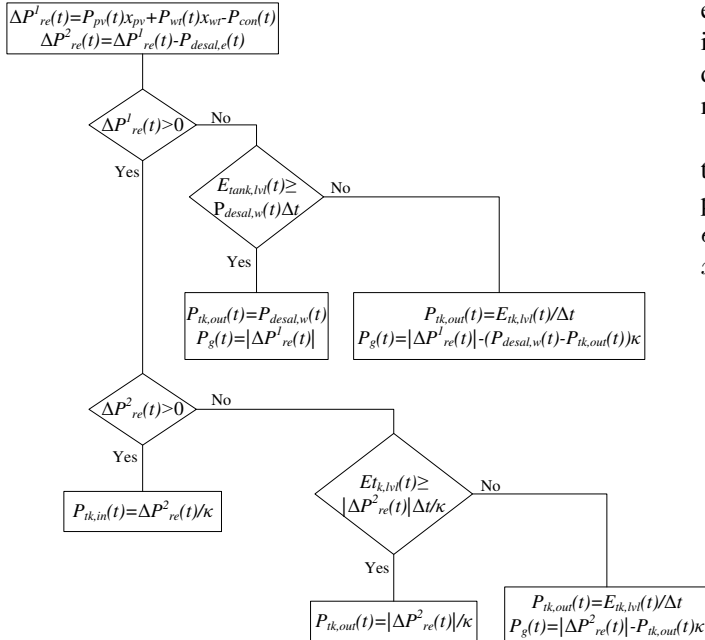 ΔP¹re(t)=Ppv(t)xpv+Pwt(t)xwt-Pcon(t)
ΔP²re(t)=ΔP¹re(t)-Pdesal,e(t)
ΔP¹re(t)>0
No
Yes
Etank,lvl(t)≥
Pdesal,w(t)Δt
No
Yes
Ptk,out(t)=Pdesal,w(t)
Pg(t)=|ΔP¹re(t)|
Ptk,out(t)=Etk,lvl(t)/Δt
Pg(t)=|ΔP¹re(t)|-(Pdesal,w(t)-Ptk,out(t))κ
ΔP²re(t)>0
No
Yes
Ptk,in(t)=ΔP²re(t)/κ
Etk,lvl(t)≥
|ΔP²re(t)|Δt/κ
No
Yes
Ptk,out(t)=|ΔP²re(t)|/κ
Ptk,out(t)=Etk,lvl(t)/Δt
Pg(t)=|ΔP²re(t)|-Ptk,out(t)κ